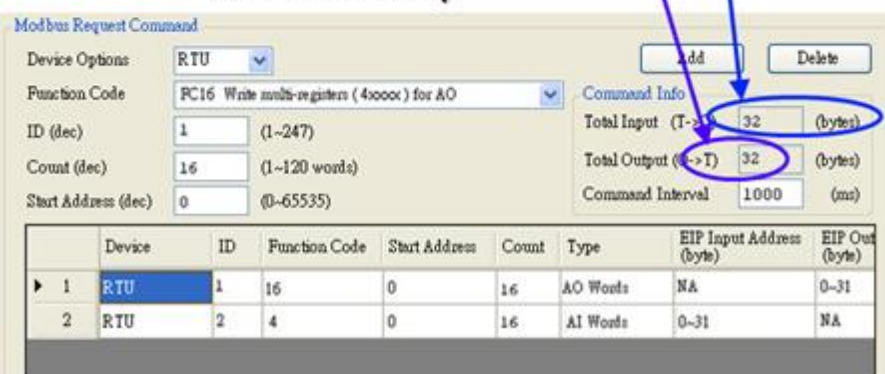 Modbus Request Command
Device Options RTU Add Delete
Function Code FC16 Write multi-registers (4xxxx) for AO Command Info
Total Input (T-> 32 (bytes)
ID (dec) 1 (1~247)
Total Output ( ->T) 32 (bytes)
Count (dec) 16 (1~120 words)
Command Interval 1000 (ms)
Start Address (dec) 0 (0~65535)
Device ID Function Code Start Address Count Type EIP Input Address (byte) EIP Out (byte)
1 RTU 1 16 0 16 AO Words NA 0~31
2 RTU 2 4 0 16 AI Words 0~31 NA